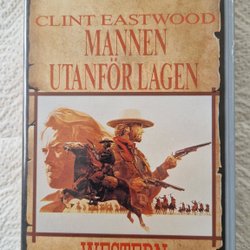 CLINT EASTWOOD
MANNEN
UTANFÖR LAGEN
WESTERN